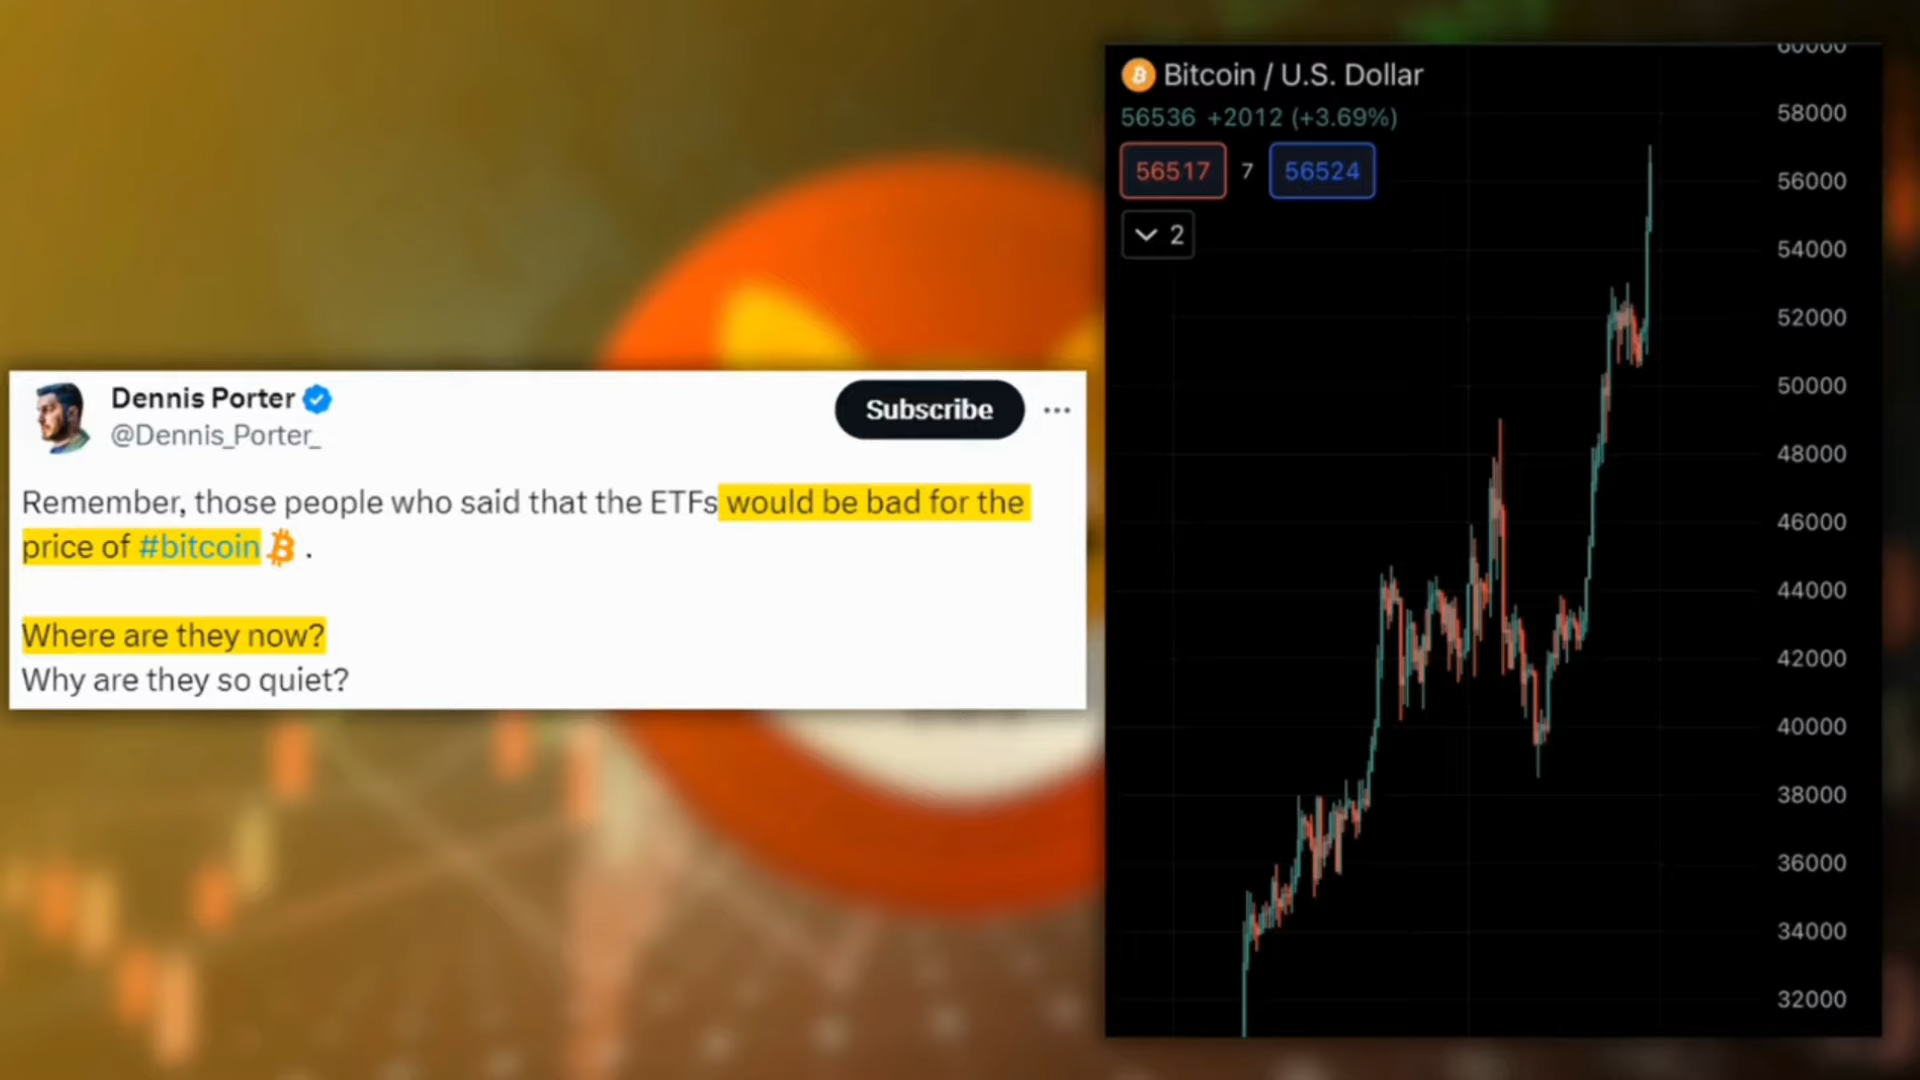 Dennis Porter
@Dennis_Porter_
Subscribe
Remember, those people who said that the ETFs would be bad for the
price of #bitcoin .
Where are they now?
Why are they so quiet?
Bitcoin / U.S. Dollar
56536 +2012 (+3.69%)
56517 7 56524
2
60000
58000
56000
54000
52000
50000
48000
46000
44000
42000
40000
38000
36000
34000
32000